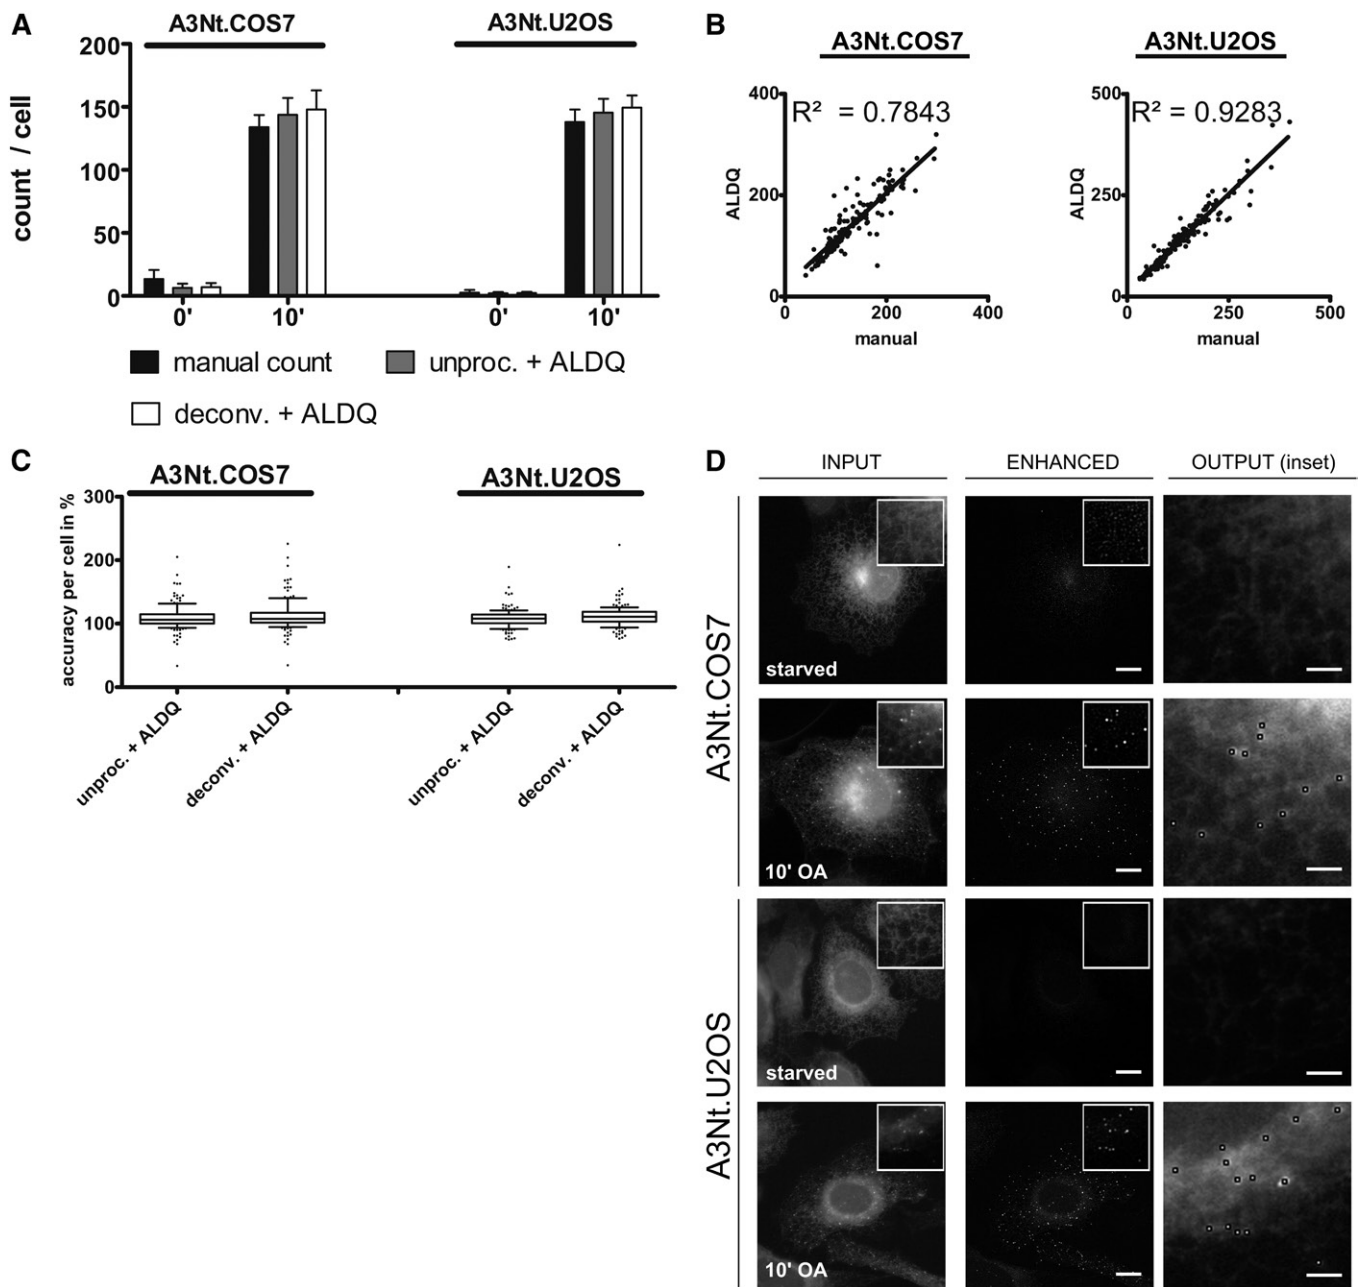 A
A3Nt.COS7
A3Nt.U2OS
count / cell
200
150
100
50
0
0'
10'
0'
10'
manual count
unproc. + ALDQ
deconv. + ALDQ
B
A3Nt.COS7
A3Nt.U2OS
R² = 0.7843
ALDQ
400
200
0
0
200
400
manual
R² = 0.9283
ALDQ
500
250
0
0
250
500
manual
C
A3Nt.COS7
A3Nt.U2OS
accuracy per cell in %
300
200
100
0
unproc. + ALDQ
deconv. + ALDQ
unproc. + ALDQ
deconv. + ALDQ
D
INPUT
ENHANCED
OUTPUT (inset)
A3Nt.COS7
starved
10' OA
A3Nt.U2OS
starved
10' OA